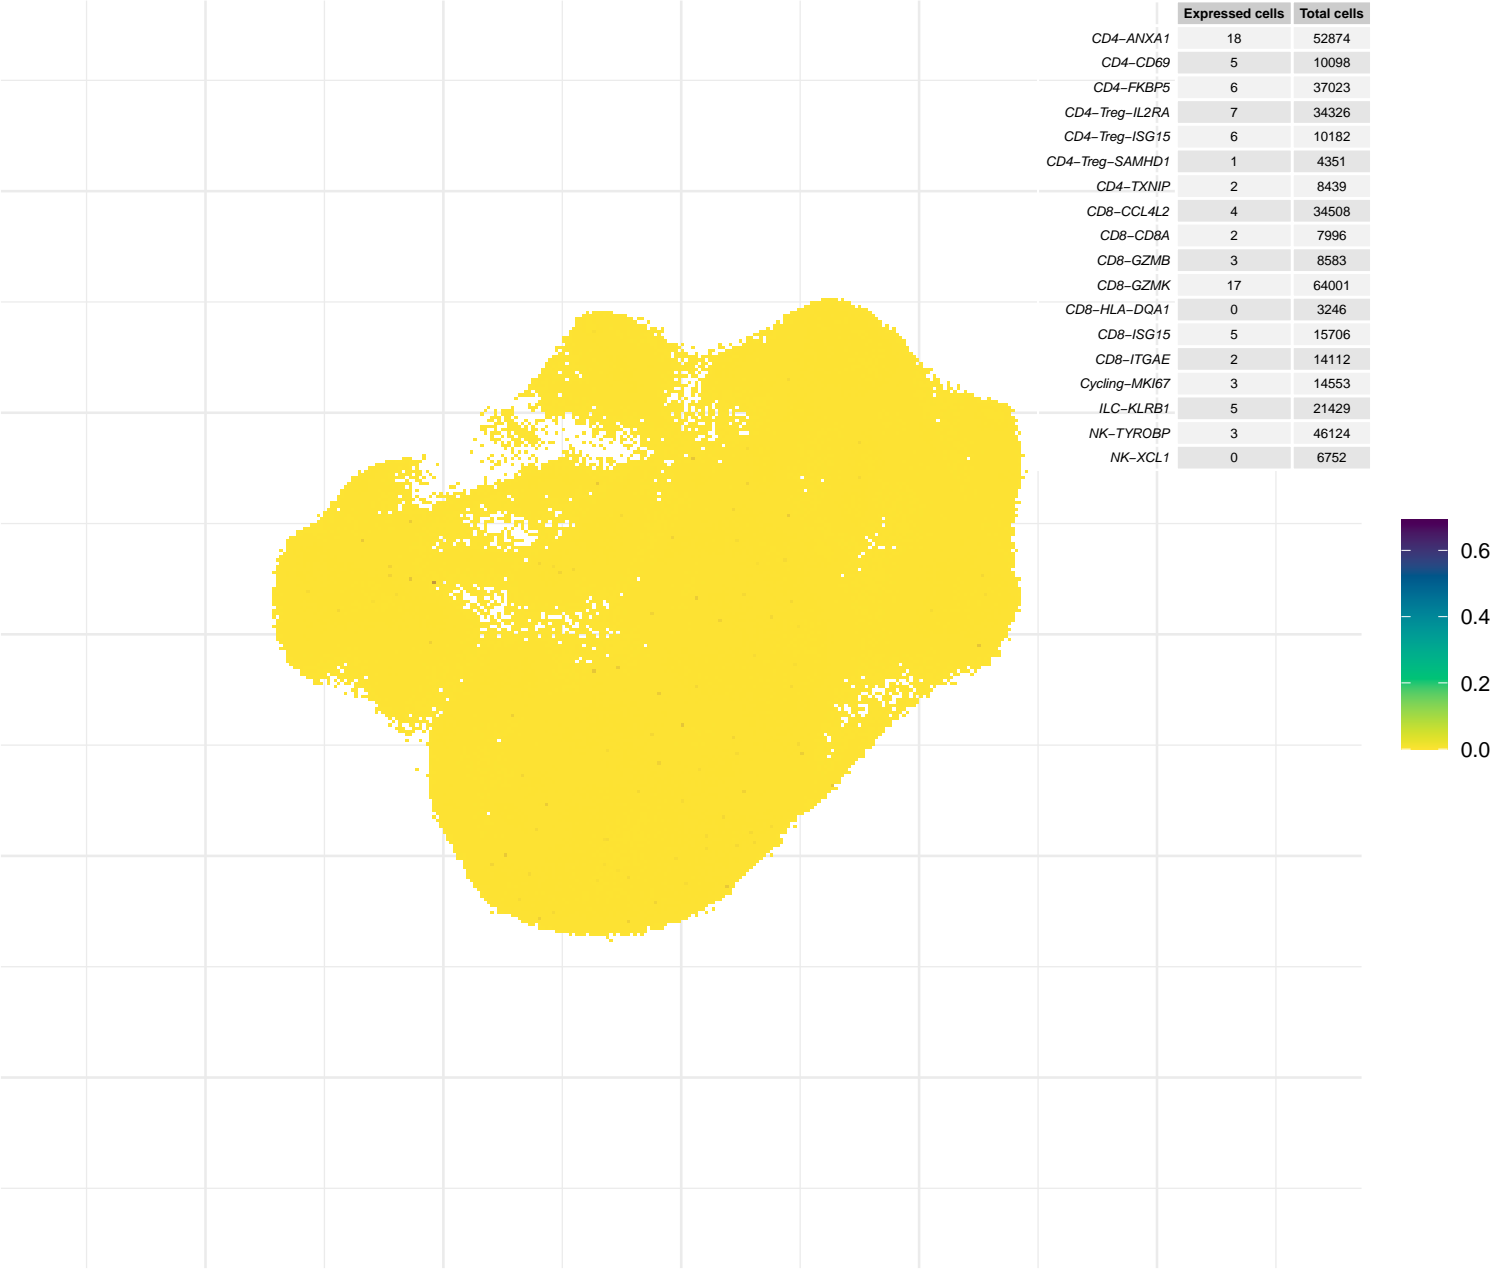 Expressed cells Total cells
CD4−ANXA1 18 52874
CD4−CD69 5 10098
CD4−FKBP5 6 37023
CD4−Treg−IL2RA 7 34326
CD4−Treg−ISG15 6 10182
CD4−Treg−SAMHD1 1 4351
CD4−TXNIP 2 8439
CD8−CCL4L2 4 34508
CD8−CD8A 2 7996
CD8−GZMB 3 8583
CD8−GZMK 17 64001
CD8−HLA−DQA1 0 3246
CD8−ISG15 5 15706
CD8−ITGAE 2 14112
Cycling−MKI67 3 14553
ILC−KLRB1 5 21429
NK−TYROBP 3 46124
NK−XCL1 0 6752
0.6
0.4
0.2
0.0